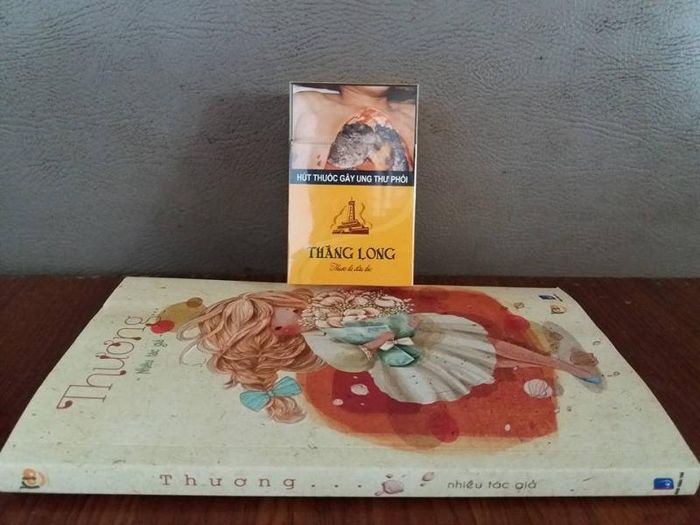 HÚT THUỐC GÂY UNG THƯ PHỔI
THĂNG LONG
Thương...
Nhiều tác giả
Thương...
nhiều tác giả